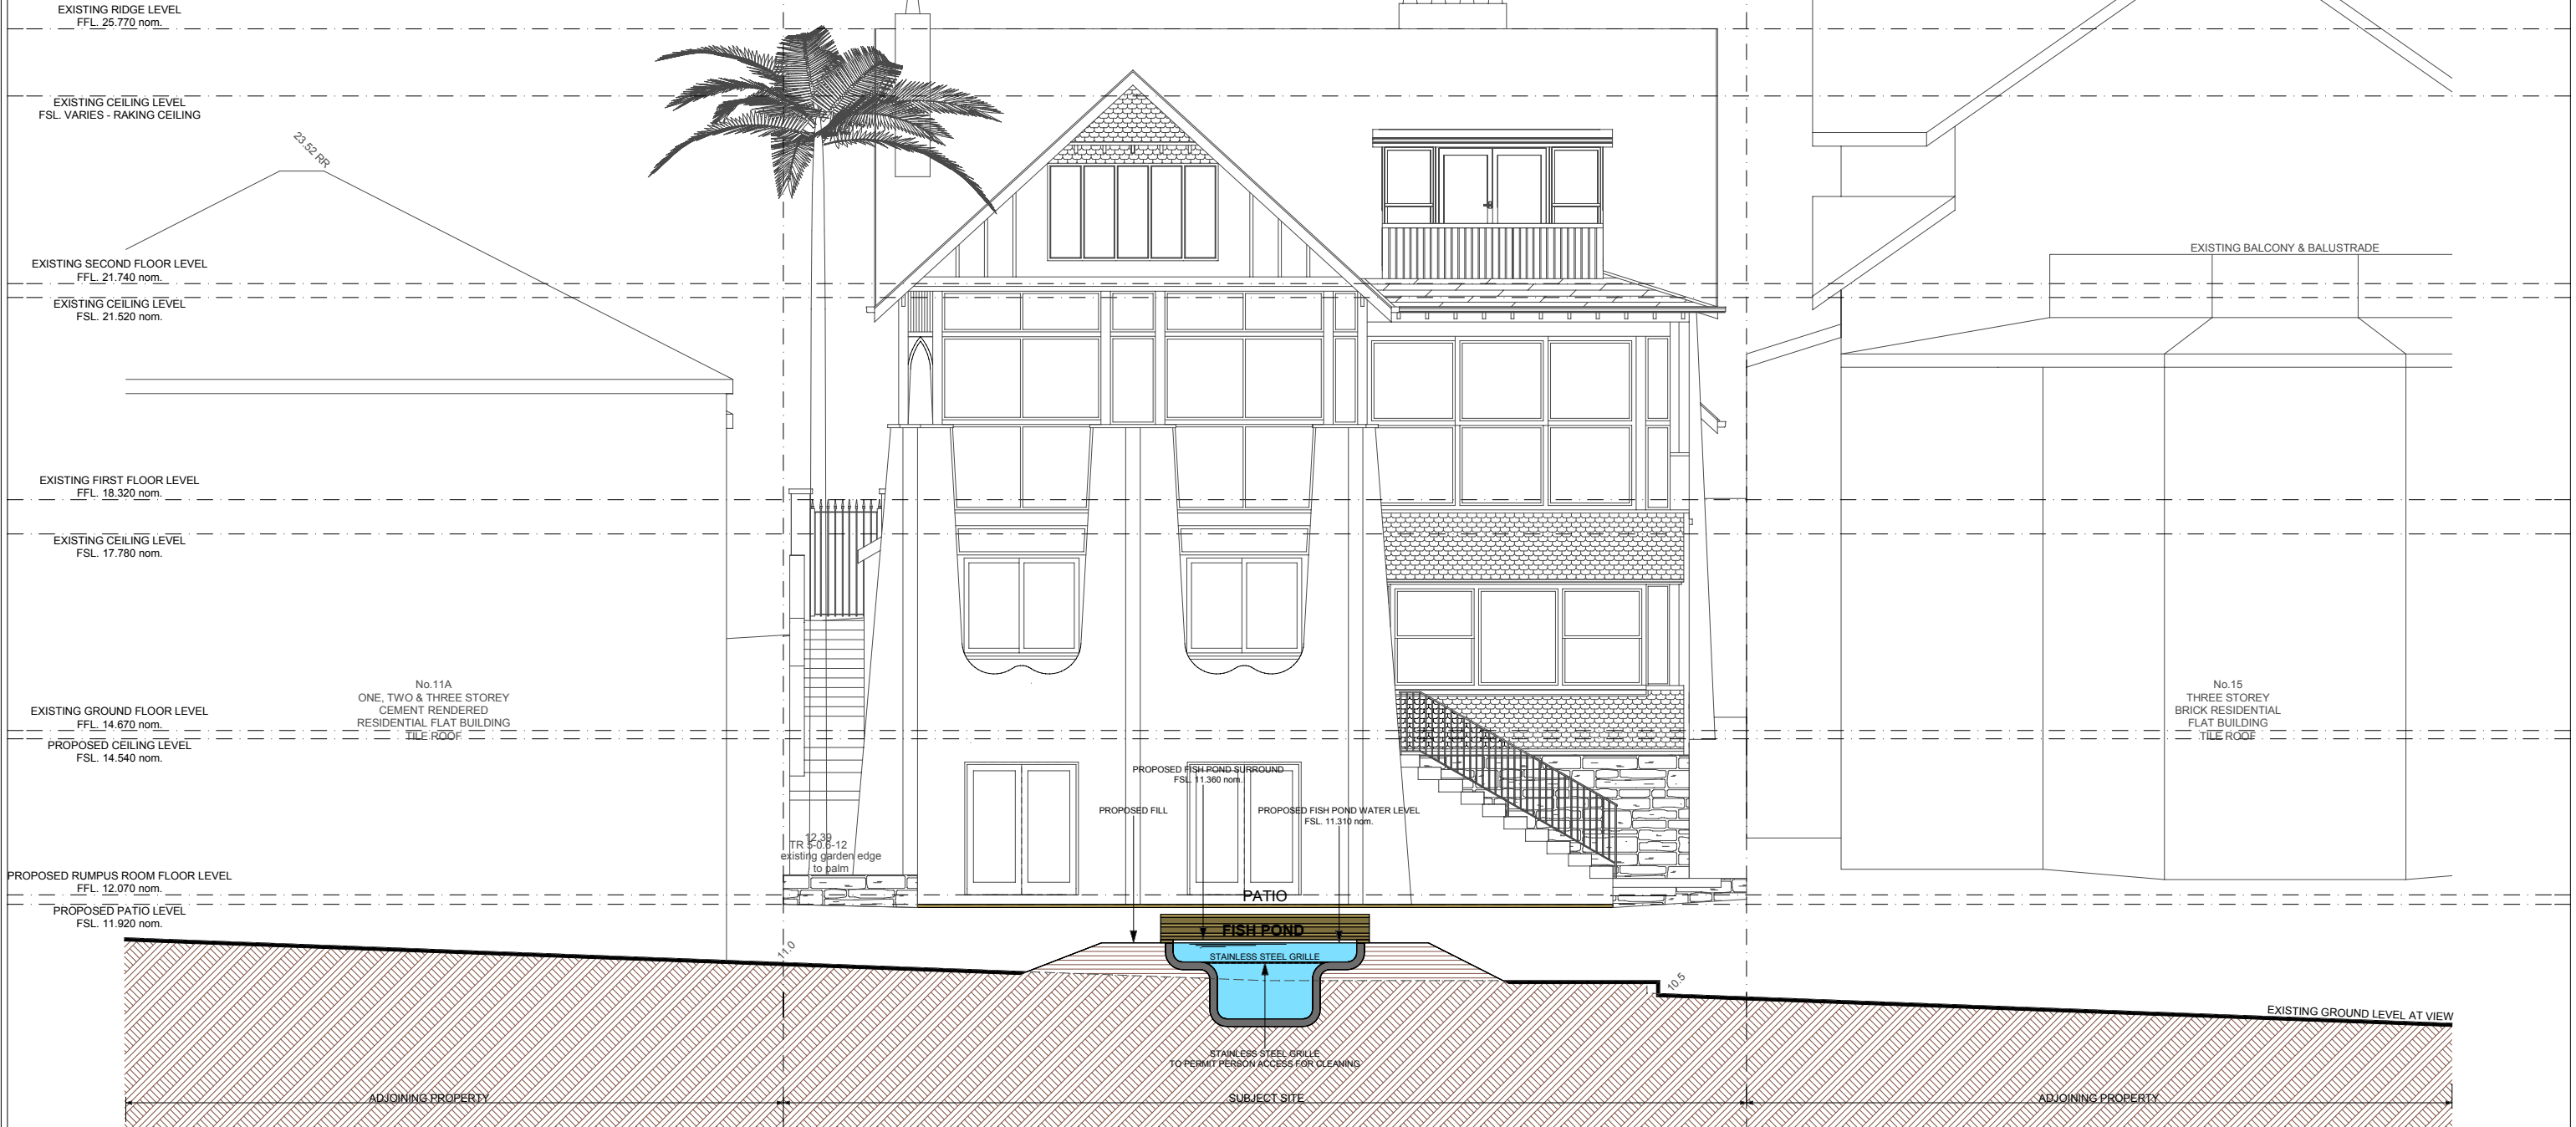 EXISTING RIDGE LEVEL
FFL. 25.770 nom.
EXISTING CEILING LEVEL
FSL. VARIES - RAKING CEILING
23.52 RR
EXISTING SECOND FLOOR LEVEL
FFL. 21.740 nom.
EXISTING CEILING LEVEL
FSL. 21.520 nom.
EXISTING BALCONY & BALUSTRADE
EXISTING FIRST FLOOR LEVEL
FFL. 18.320 nom.
EXISTING CEILING LEVEL
FSL. 17.780 nom.
No.11A
ONE, TWO & THREE STOREY
CEMENT RENDERED
RESIDENTIAL FLAT BUILDING
TILE ROOF
No.15
THREE STOREY
BRICK RESIDENTIAL
FLAT BUILDING
TILE ROOF
EXISTING GROUND FLOOR LEVEL
FFL. 14.670 nom.
PROPOSED CEILING LEVEL
FSL. 14.540 nom.
PROPOSED FISH POND SURROUND
FSL. 11.360 nom.
PROPOSED FILL
PROPOSED FISH POND WATER LEVEL
FSL. 11.310 nom.
12.39
TR 5-0.6-12
existing garden edge
to palm
PROPOSED RUMPUS ROOM FLOOR LEVEL
FFL. 12.070 nom.
PROPOSED PATIO LEVEL
FSL. 11.920 nom.
PATIO
FISH POND
STAINLESS STEEL GRILLE
11.0
10.5
EXISTING GROUND LEVEL AT VIEW
STAINLESS STEEL GRILLE
TO PERMIT PERSON ACCESS FOR CLEANING
ADJOINING PROPERTY
SUBJECT SITE
ADJOINING PROPERTY